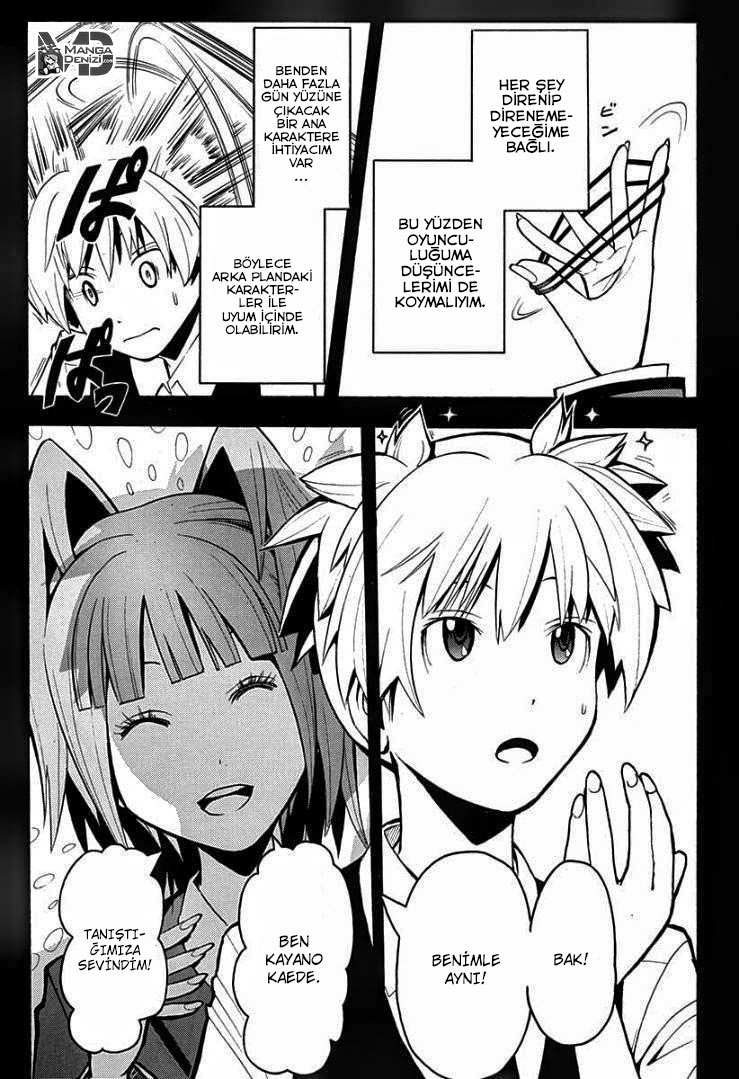 MANGA
DENİZİ.com
HER ŞEY
DİRENİP
DİRENEME-
YECEĞİME
BAĞLI.
ビン
BU YÜZDEN
OYUNCU-
LUĞUMA
DÜŞÜNCE-
LERİMİ DE
KOYMALIYIM.
BENDEN
DAHA FAZLA
GÜN YÜZÜNE
ÇIKACAK
BİR ANA
KARAKTERE
İHTİYACIM
VAR
...
BÖYLECE
ARKA PLANDAKİ
KARAKTER-
LER İLE
UYUM İÇİNDE
OLABİLİRİM.
ぱ
ぱっ
BAK!
BENİMLE
AYNI!
BEN
KAYANO
KAEDE.
TANIŞTI-
ĞIMIZA
SEVİNDİM!